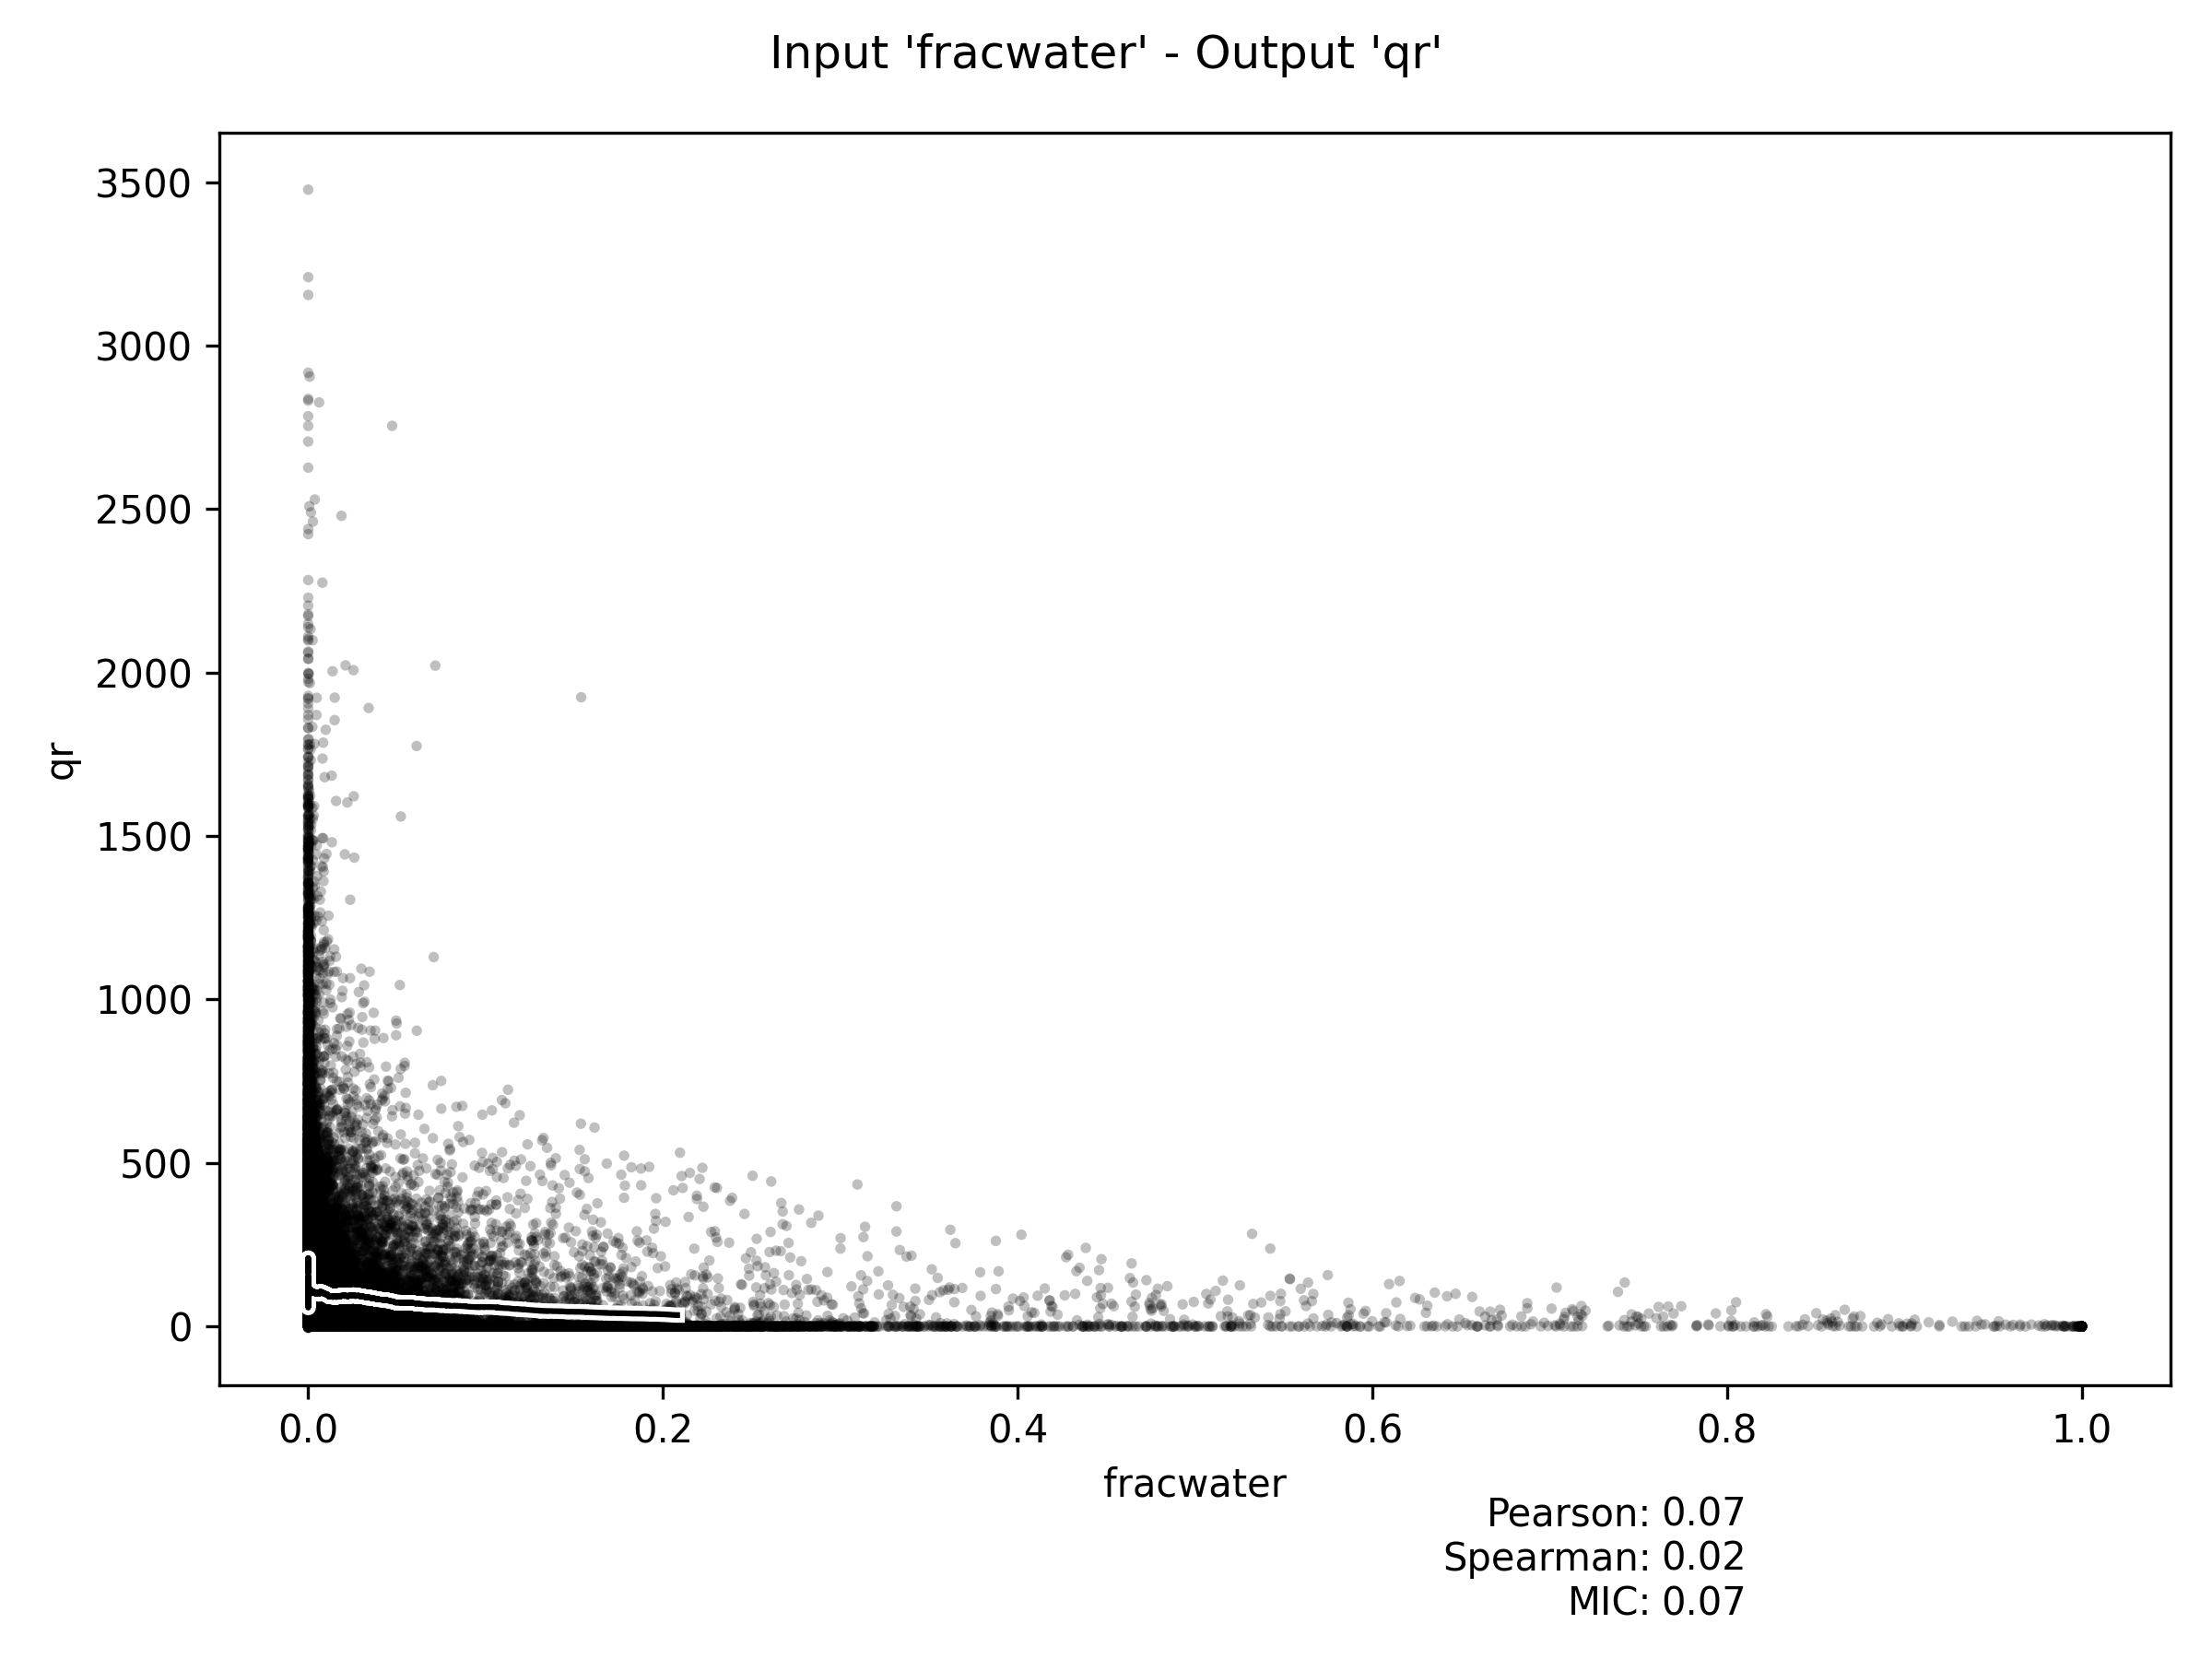 Input 'fracwater' - Output 'qr'
3500
3000
2500
2000
1500
1000
500
0
qr
0.0 0.2 0.4 0.6 0.8 1.0
fracwater
Pearson: 0.07
Spearman: 0.02
MIC: 0.07